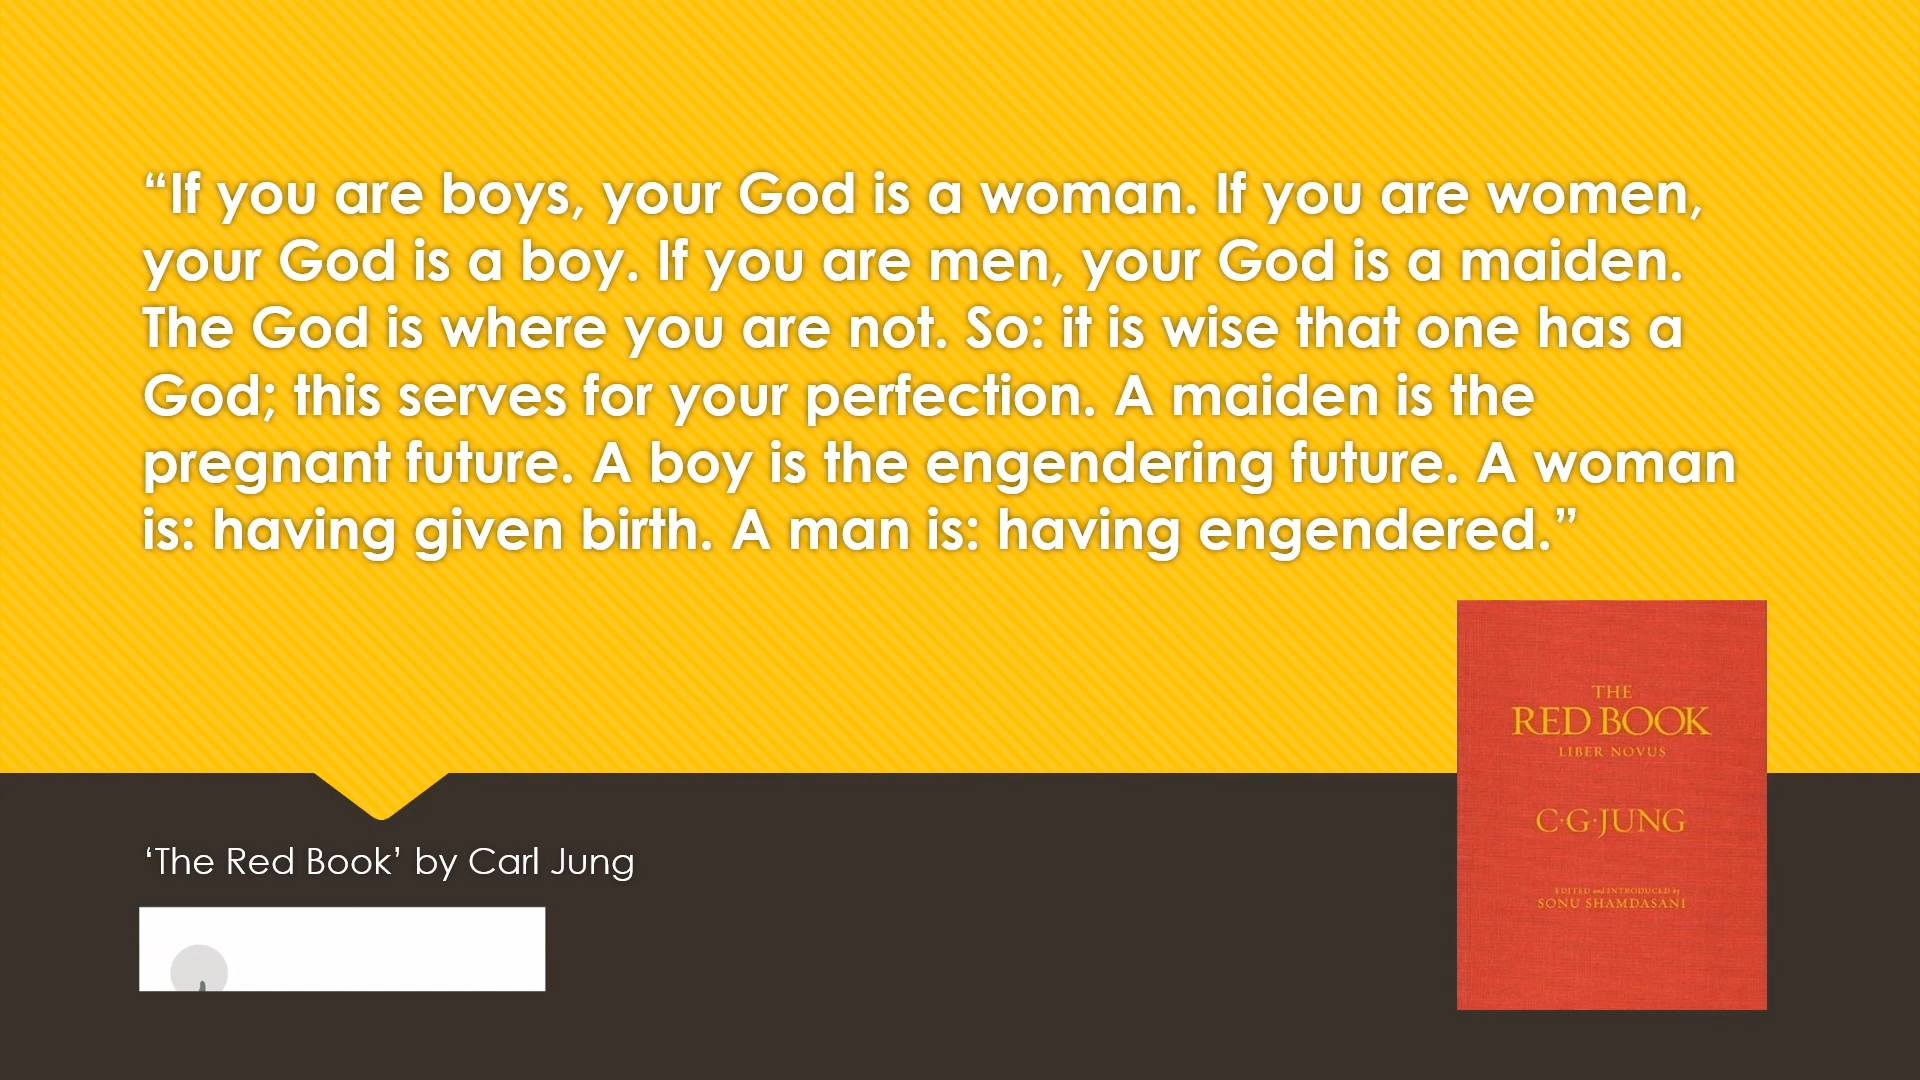 “If you are boys, your God is a woman. If you are women,
your God is a boy. If you are men, your God is a maiden.
The God is where you are not. So: it is wise that one has a
God; this serves for your perfection. A maiden is the
pregnant future. A boy is the engendering future. A woman
is: having given birth. A man is: having engendered.”
THE
RED BOOK
LIBER NOVUS
C·G·JUNG
EDITED and INTRODUCED by
SONU SHAMDASANI
‘The Red Book’ by Carl Jung